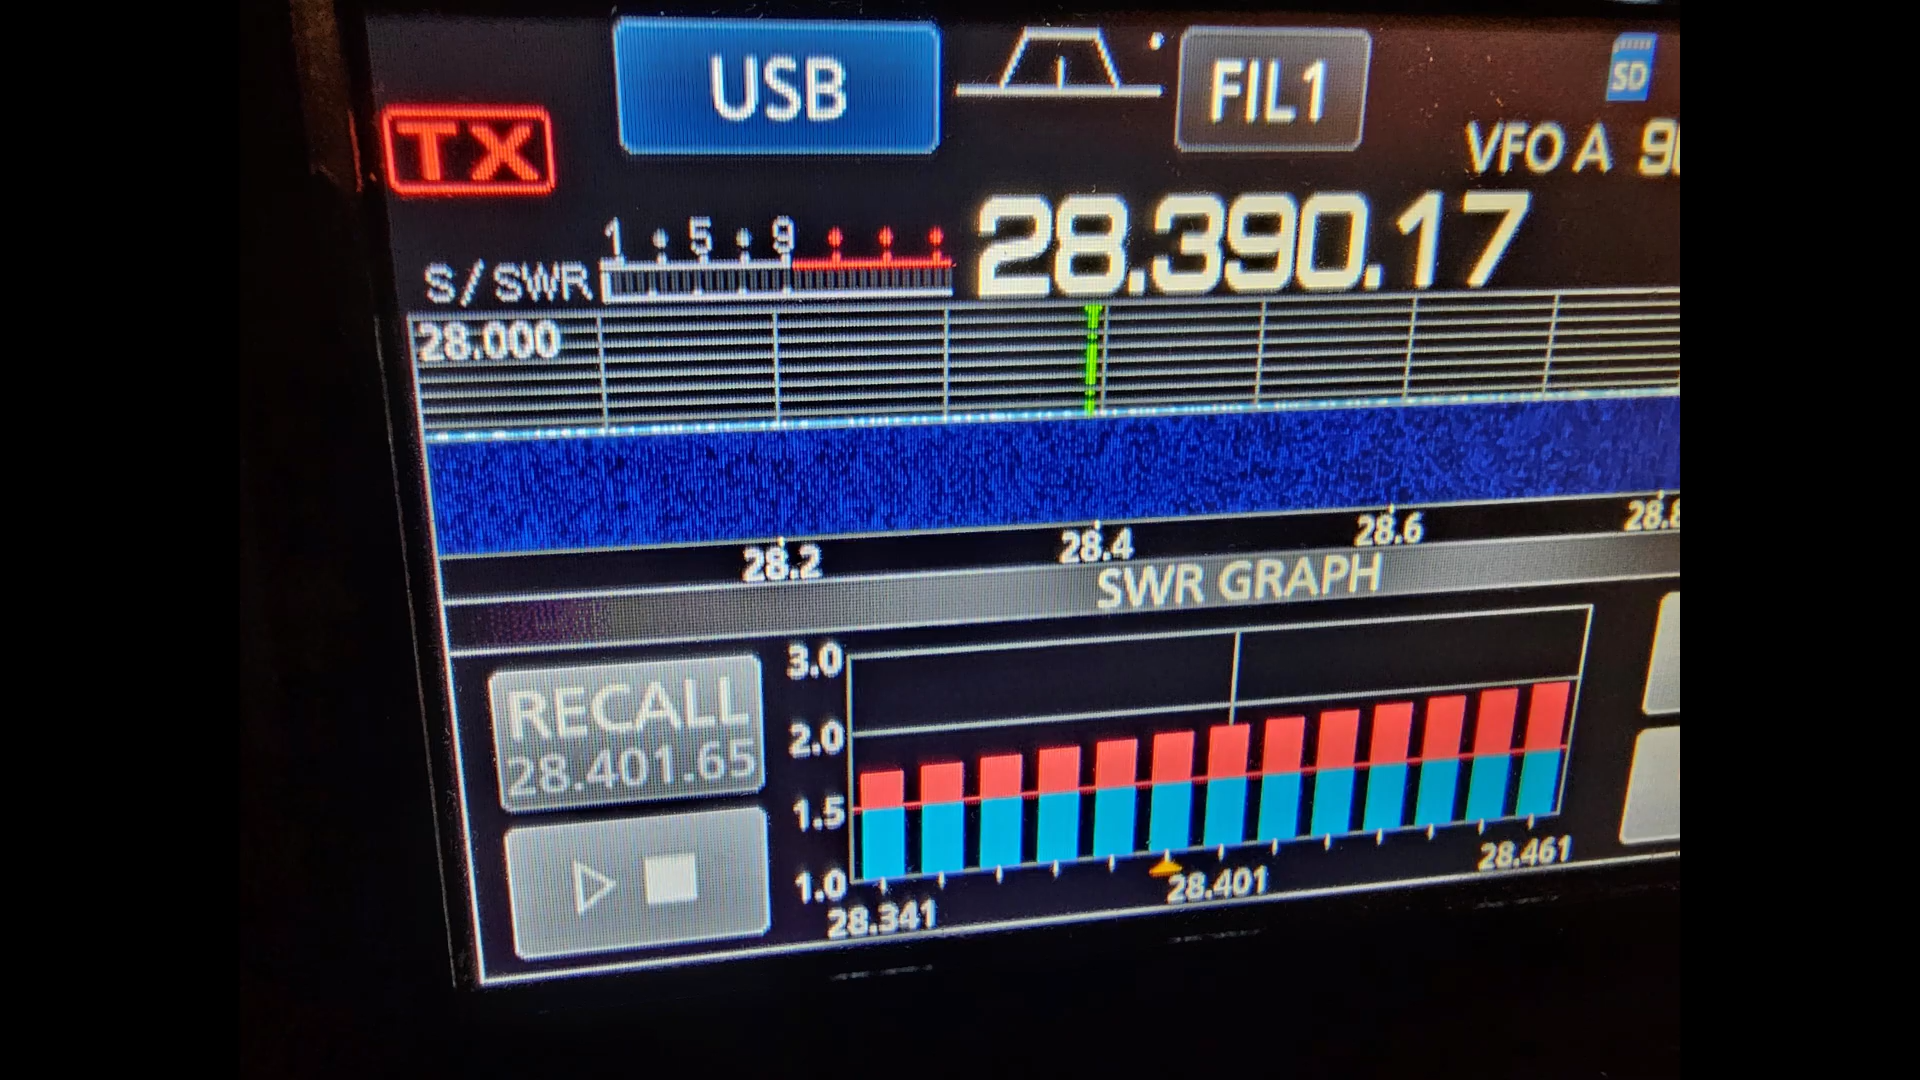 USB
FIL1
SD
TX
VFO A
1 5 9
28.390.17
S/SWR
28.000
28.2 28.4 28.6
SWR GRAPH
RECALL
28.401.65
3.0
2.0
1.5
1.0
28.341 28.401 28.461